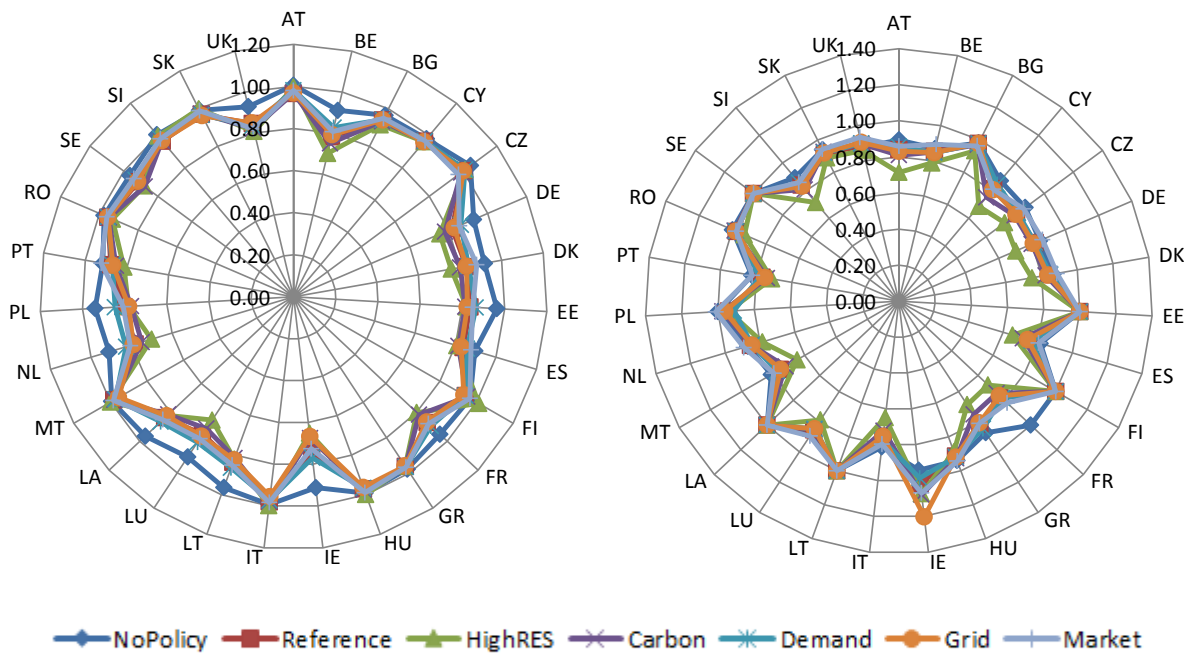 AT
BE
BG
CY
CZ
DE
DK
EE
ES
FI
FR
GR
HU
IE
IT
LT
LU
LA
MT
NL
PL
PT
RO
SE
SI
SK
UK
1.20
1.00
0.80
0.60
0.40
0.20
0.00
AT
BE
BG
CY
CZ
DE
DK
EE
ES
FI
FR
GR
HU
IE
IT
LT
LU
LA
MT
NL
PL
PT
RO
SE
SI
SK
UK
1.40
1.20
1.00
0.80
0.60
0.40
0.20
0.00
NoPolicy Reference HighRES Carbon Demand Grid Market